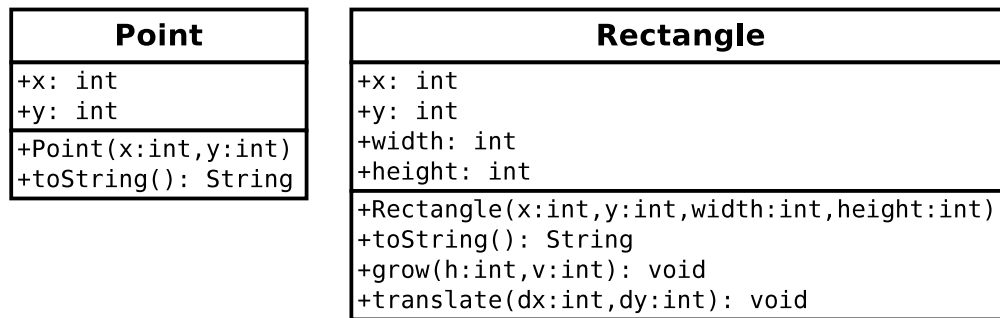 Point
+x: int
+y: int
+Point(x:int,y:int)
+toString(): String
Rectangle
+x: int
+y: int
+width: int
+height: int
+Rectangle(x:int,y:int,width:int,height:int)
+toString(): String
+grow(h:int,v:int): void
+translate(dx:int,dy:int): void